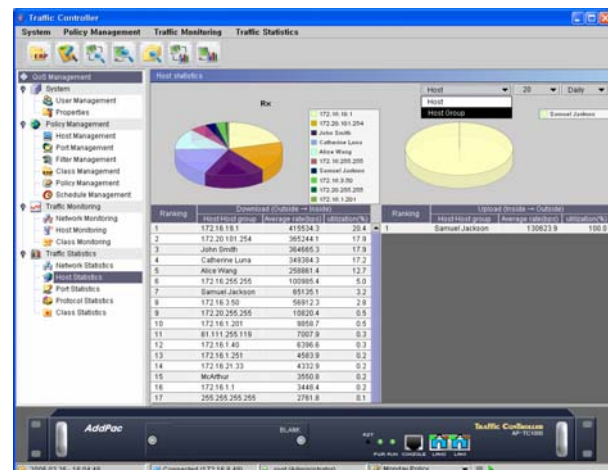 Traffic Controller
System Policy Management Traffic Monitoring Traffic Statistics
QoS Management
System
User Management
Properties
Policy Management
Host Management
Port Management
Filter Management
Class Management
Policy Management
Schedule Management
Traffic Monitoring
Network Monitoring
Host Monitoring
Class Monitoring
Traffic Statistics
Network Statistics
Host Statistics
Port Statistics
Protocol Statistics
Class Statistics
Host statistics
Host 20 Daily
Host
Host Group
Rx
172.16.18.1
172.20.101.254
John Smith
Catherine Luna
Alice Wang
172.16.255.255
Samuel Jackson
172.16.3.50
172.20.255.255
172.16.1.201
Samuel Jackson
Ranking Download (Outside → Inside)
Host/Host group Average rate(bps) utilization(%)
1 172.16.18.1 415534.3 20.4
2 172.20.101.254 365244.1 17.9
3 John Smith 364665.3 17.9
4 Catherine Luna 349384.3 17.2
5 Alice Wang 258861.4 12.7
6 172.16.255.255 100985.4 5.0
7 Samuel Jackson 65135.1 3.2
8 172.16.3.50 56912.3 2.8
9 172.20.255.255 10820.4 0.5
10 172.16.1.201 9858.7 0.5
11 61.111.255.119 7007.9 0.3
12 172.16.1.40 6396.6 0.3
13 172.16.1.251 4583.9 0.2
14 172.16.21.33 4332.9 0.2
15 McArthur 3550.8 0.2
16 172.16.1.1 3448.4 0.2
17 255.255.255.255 2761.8 0.1
Ranking Upload (Inside → Outside)
Host/Host group Average rate(bps) utilization(%)
1 Samuel Jackson 130623.9 100.0
AddPac
BLANK
Traffic Controller
PWR RUN CONSOLE LAN0 LAN1
Connected (172.16.8.49)
root (Administrator)
Monday Policy